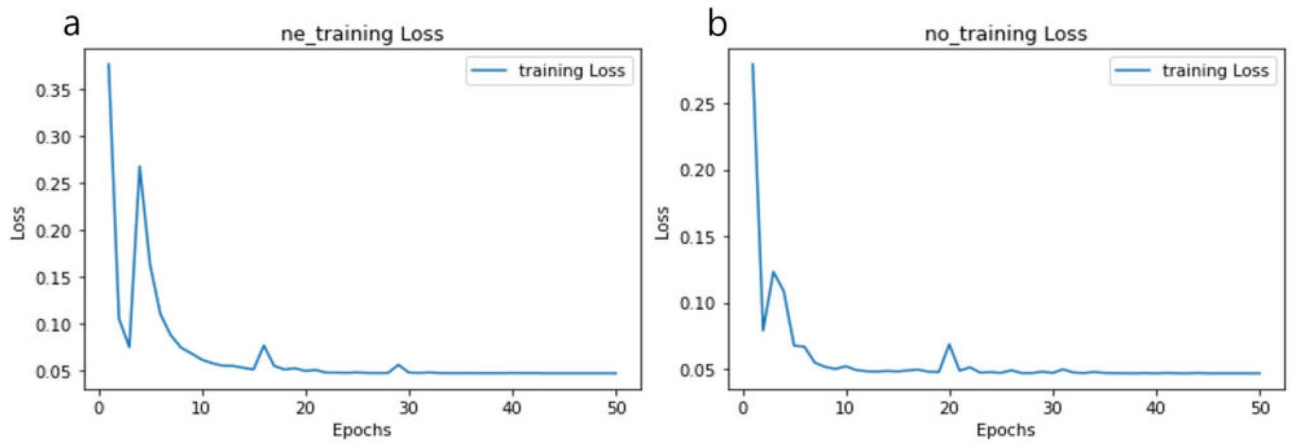 a
ne_training Loss
training Loss
0.35
0.30
0.25
0.20
0.15
0.10
0.05
Loss
0 10 20 30 40 50
Epochs
b
no_training Loss
training Loss
0.25
0.20
0.15
0.10
0.05
Loss
0 10 20 30 40 50
Epochs